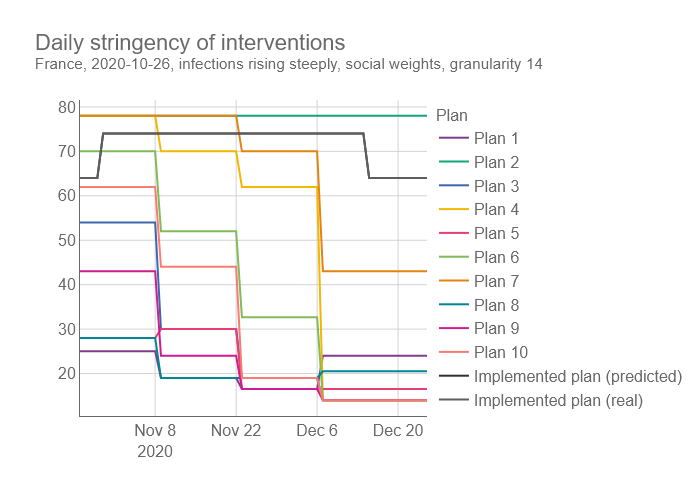 Daily stringency of interventions
France, 2020-10-26, infections rising steeply, social weights, granularity 14
80
70
60
50
40
30
20
Nov 8
2020
Nov 22
Dec 6
Dec 20
Plan
Plan 1
Plan 2
Plan 3
Plan 4
Plan 5
Plan 6
Plan 7
Plan 8
Plan 9
Plan 10
Implemented plan (predicted)
Implemented plan (real)